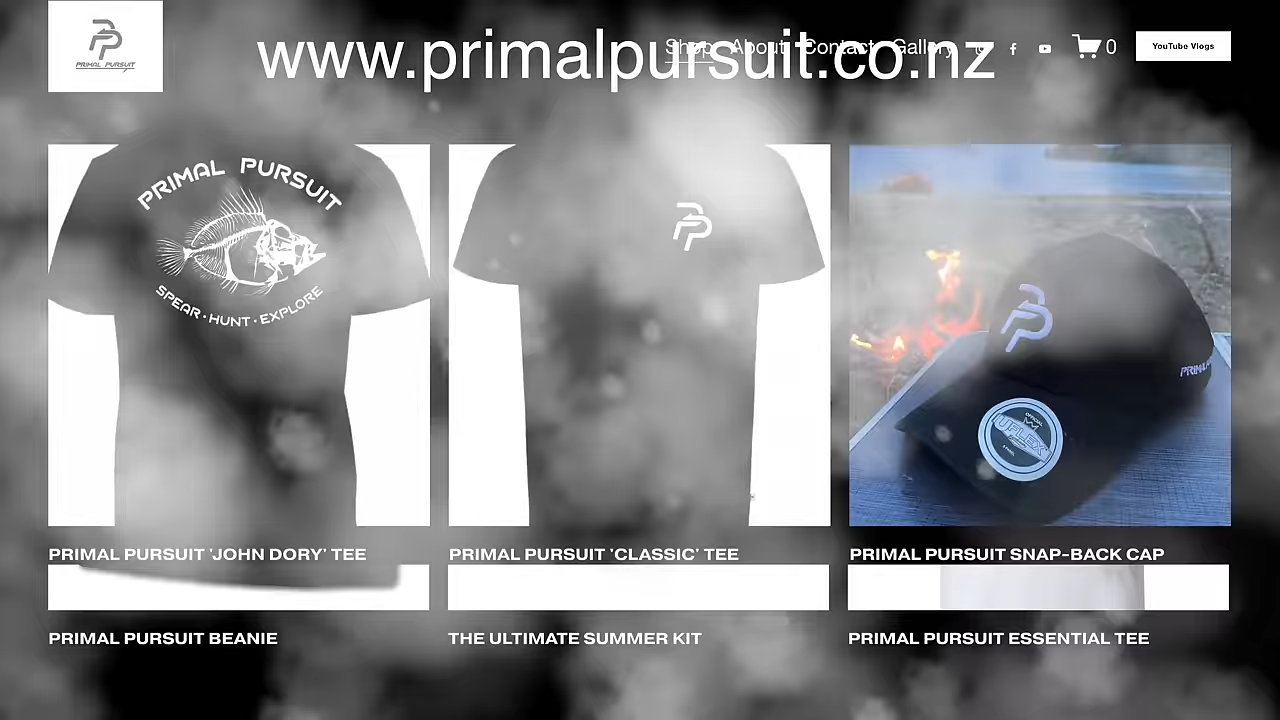 PRIMAL PURSUIT
www.primalpursuit.co.nz
Shop About Contact Gallery
0
YouTube Vlogs
PRIMAL PURSUIT
SPEAR · HUNT · EXPLORE
OFFICIAL
PRIMAL PURSUIT 'JOHN DORY' TEE
PRIMAL PURSUIT 'CLASSIC' TEE
PRIMAL PURSUIT SNAP-BACK CAP
PRIMAL PURSUIT BEANIE
THE ULTIMATE SUMMER KIT
PRIMAL PURSUIT ESSENTIAL TEE